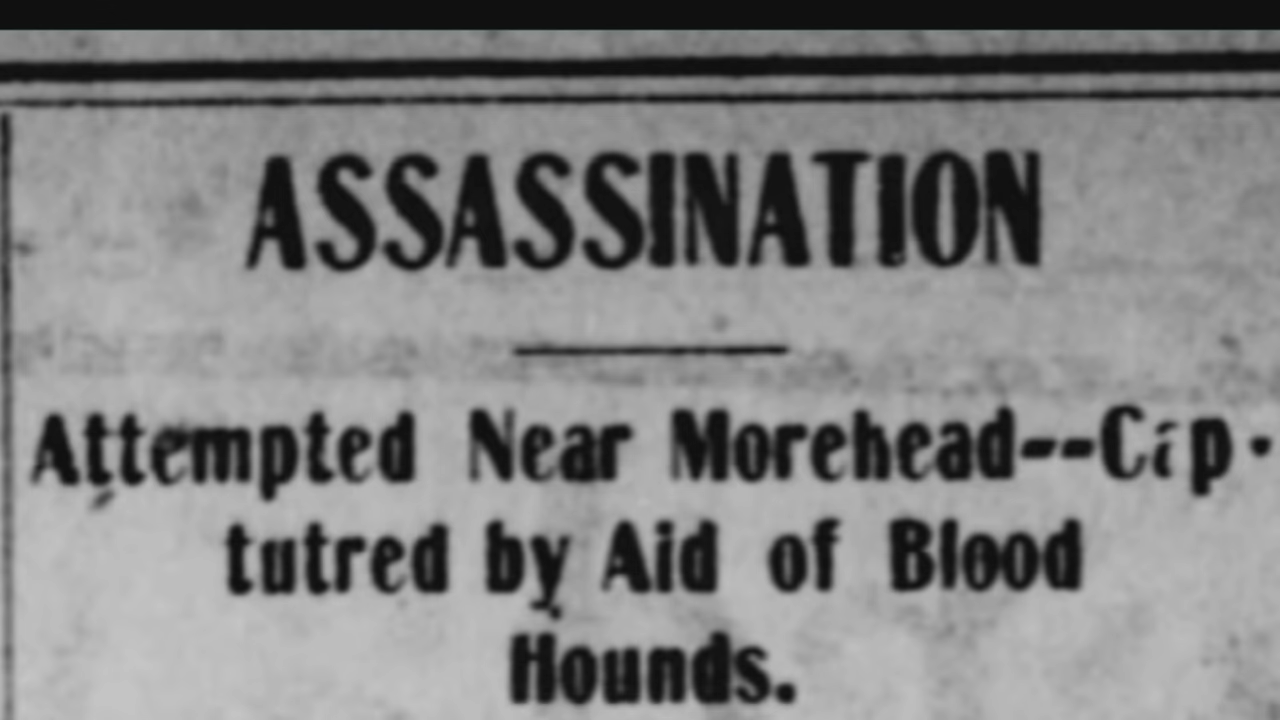 ASSASSINATION
Attempted Near Morehead--Cap-
tutred by Aid of Blood
Hounds.